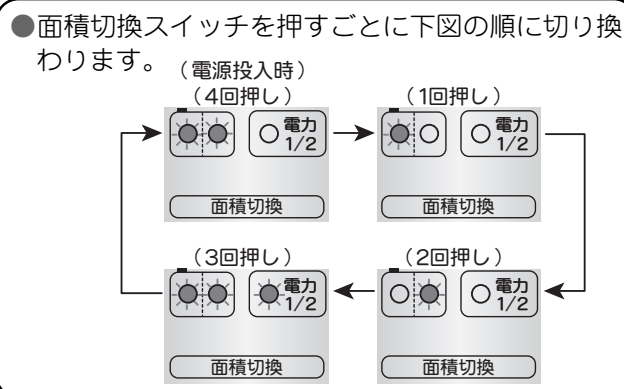 ●面積切換スイッチを押すごとに下図の順に切り換
わります。
（電源投入時）
（4回押し）
（1回押し）
電力
1/2
電力
1/2
面積切換
面積切換
（3回押し）
（2回押し）
電力
1/2
電力
1/2
面積切換
面積切換